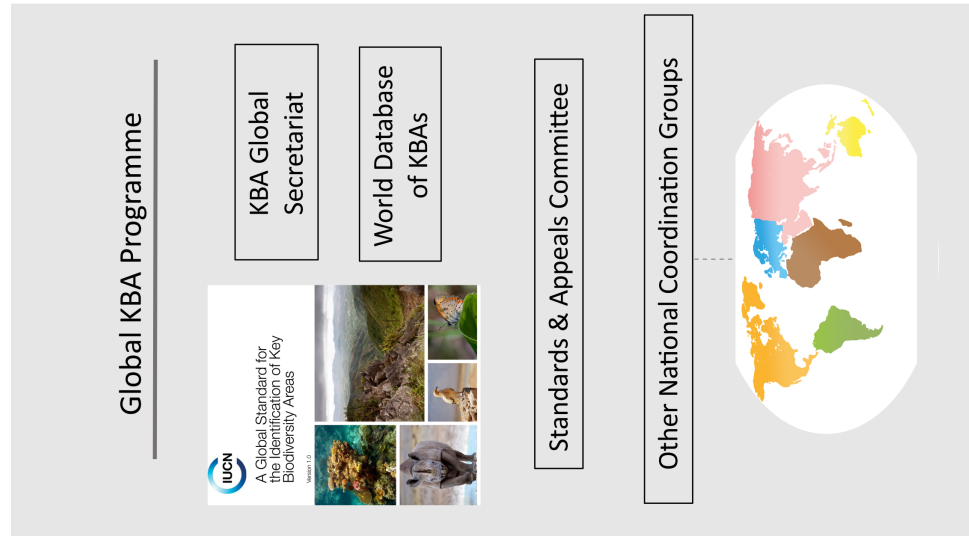 Global KBA Programme
IUCN
A Global Standard for
the Identification of Key
Biodiversity Areas
Version 1.0
KBA Global
Secretariat
World Database
of KBAs
Standards & Appeals Committee
Other National Coordination Groups